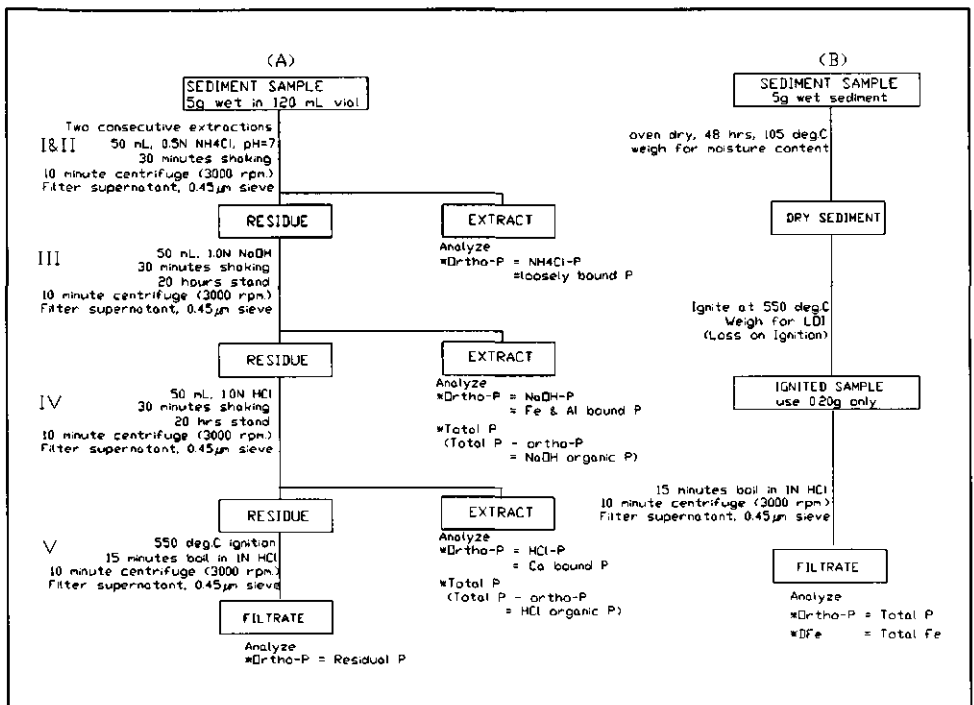 (A)
SEDIMENT SAMPLE
5g wet in 120 mL vial
Two consecutive extractions
I&II
50 mL, 0.5N NH4Cl, pH=7
30 minutes shaking
10 minute centrifuge (3000 rpm.)
Filter supernatant, 0.45µm sieve
RESIDUE
EXTRACT
Analyze
*Ortho-P = NH4Cl-P
=loosely bound P
III
50 mL, 1.0N NaOH
30 minutes shaking
20 hours stand
10 minute centrifuge (3000 rpm.)
Filter supernatant, 0.45µm sieve
RESIDUE
EXTRACT
Analyze
*Ortho-P = NaOH-P
= Fe & Al bound P
*Total P
(Total P - ortho-P
= NaOH organic P)
IV
50 mL, 1.0N HCl
30 minutes shaking
20 hrs stand
10 minute centrifuge (3000 rpm.)
Filter supernatant, 0.45µm sieve
RESIDUE
EXTRACT
Analyze
*Ortho-P = HCl-P
= Ca bound P
*Total P
(Total P - ortho-P
= HCl organic P)
V
550 deg.C ignition
15 minutes boil in 1N HCl
10 minute centrifuge (3000 rpm.)
Filter supernatant, 0.45µm sieve
FILTRATE
Analyze
*Ortho-P = Residual P
(B)
SEDIMENT SAMPLE
5g wet sediment
oven dry, 48 hrs, 105 deg.C
weigh for moisture content
DRY SEDIMENT
Ignite at 550 deg.C
Weigh for LOI
(Loss on Ignition)
IGNITED SAMPLE
use 0.20g only
15 minutes boil in 1N HCl
10 minute centrifuge (3000 rpm.)
Filter supernatant, 0.45µm sieve
FILTRATE
Analyze
*Ortho-P = Total P
*DFe = Total Fe